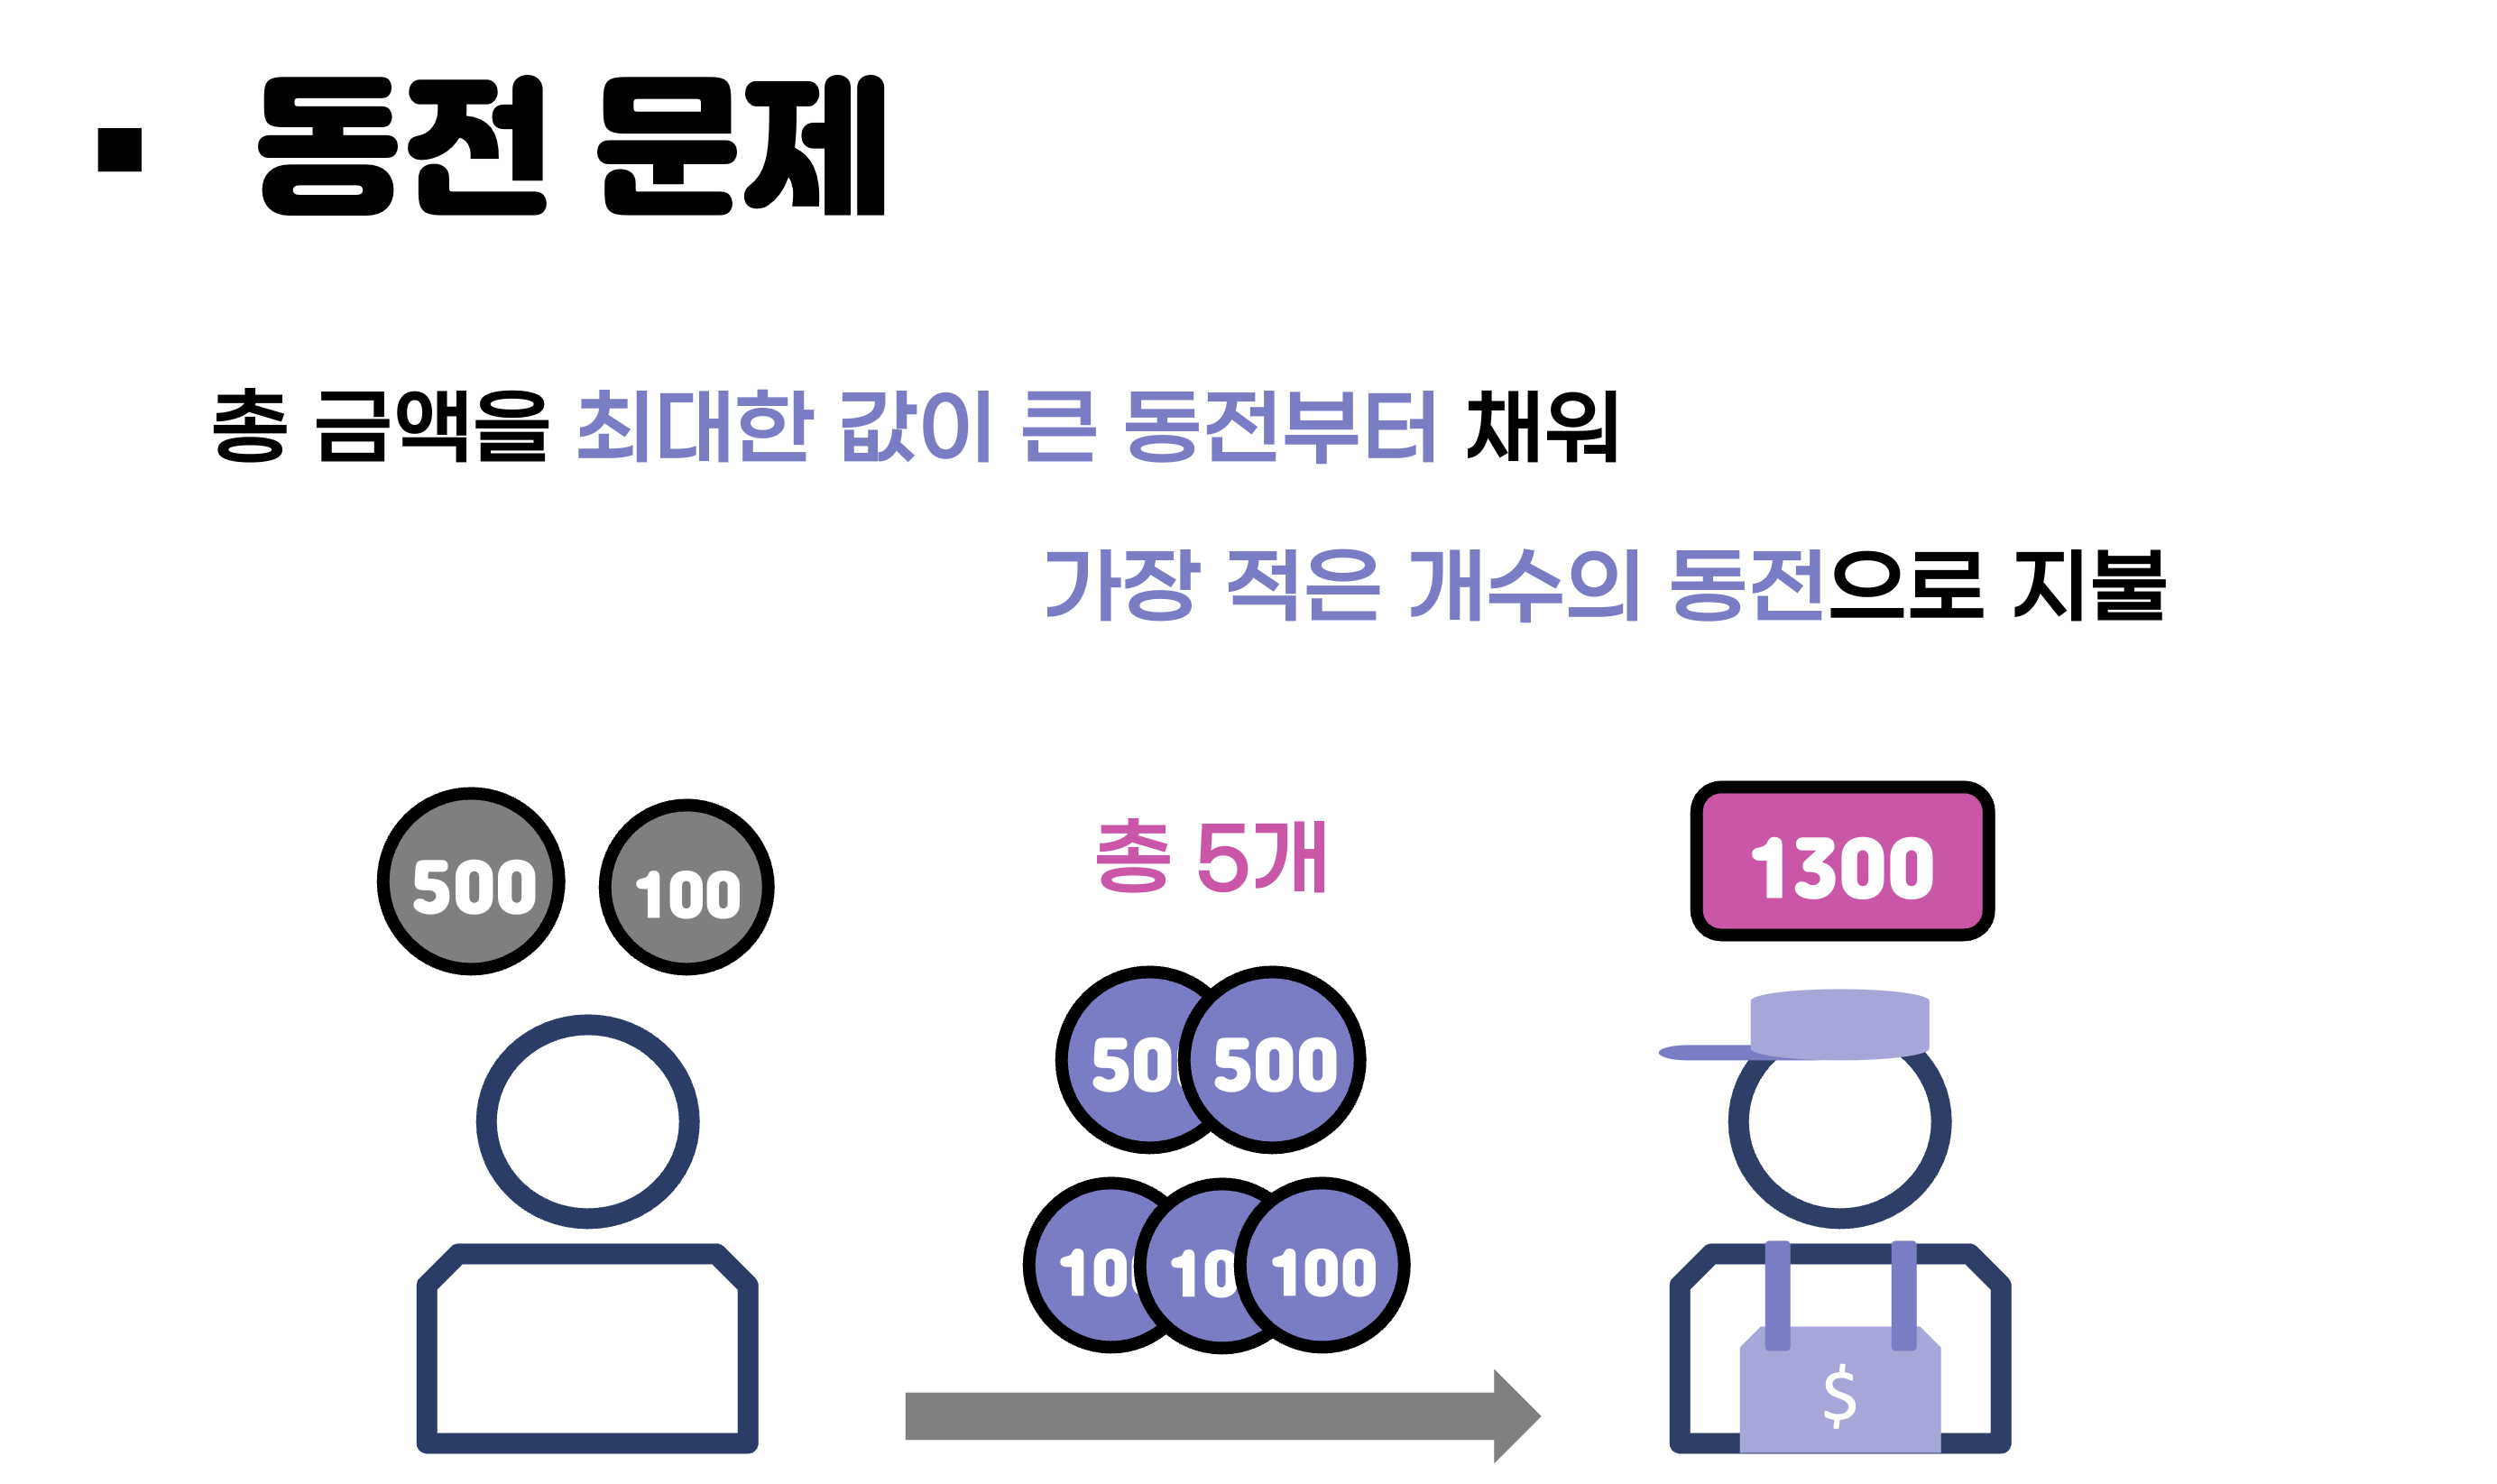 ▪ 동전 문제
총 금액을 최대한 값이 큰 동전부터 채워
가장 적은 개수의 동전으로 지불
500 100
총 5개
1300
50 500
10 10 100
$